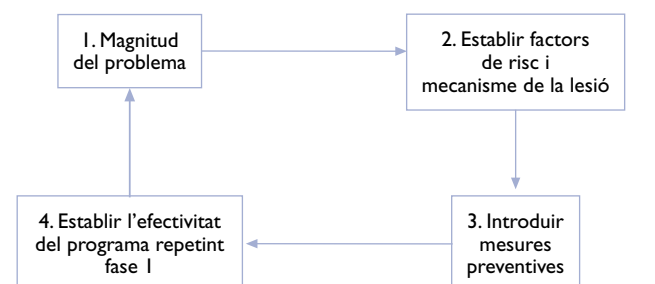 1. Magnitud
del problema
2. Establir factors
de risc i
mecanisme de la lesió
4. Establir l’efectivitat
del programa repetint
fase 1
3. Introduir
mesures
preventives